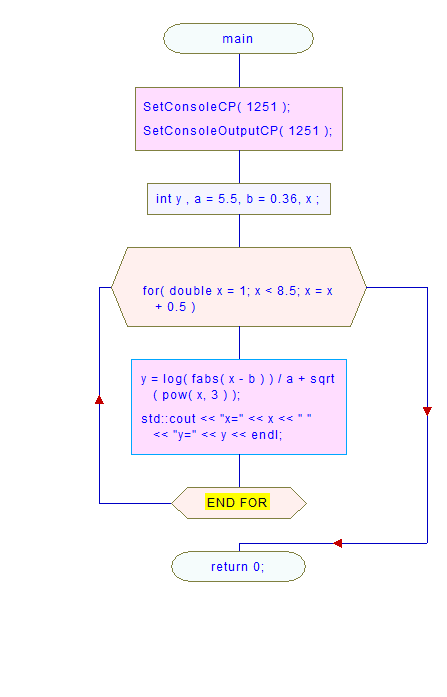 main
SetConsoleCP( 1251 );
SetConsoleOutputCP( 1251 );
int y , a = 5.5, b = 0.36, x ;
for( double x = 1; x < 8.5; x = x
+ 0.5 )
y = log( fabs( x - b ) ) / a + sqrt
( pow( x, 3 ) );
std::cout << "x=" << x << " "
<< "y=" << y << endl;
END FOR
return 0;